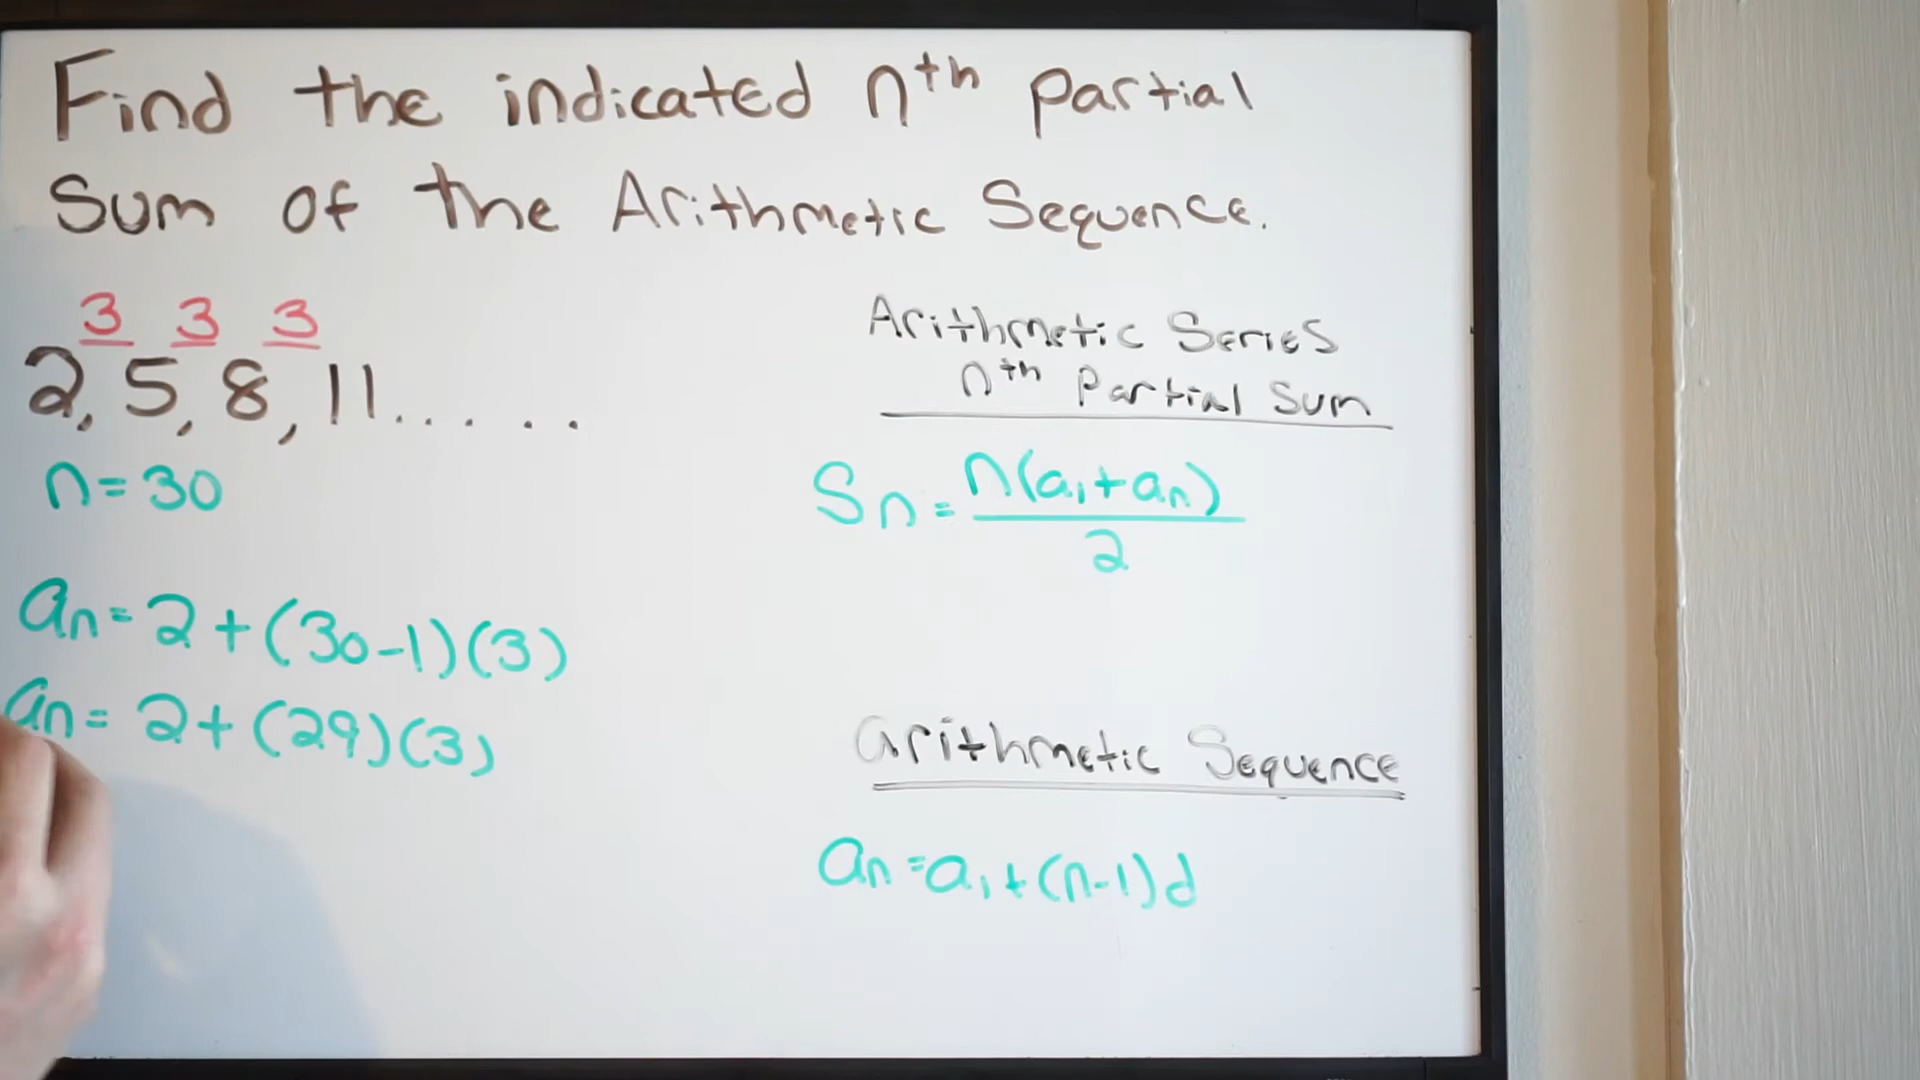 Find the indicated nth partial
Sum of the Arithmetic Sequence.
3 3 3
2, 5, 8, 11......
n=30
an=2+(30-1)(3)
an=2+(29)(3)
Arithmetic Series
nth Partial Sum
Sn=n(a1+an)
2
arithmetic Sequence
an=a1+(n-1)d